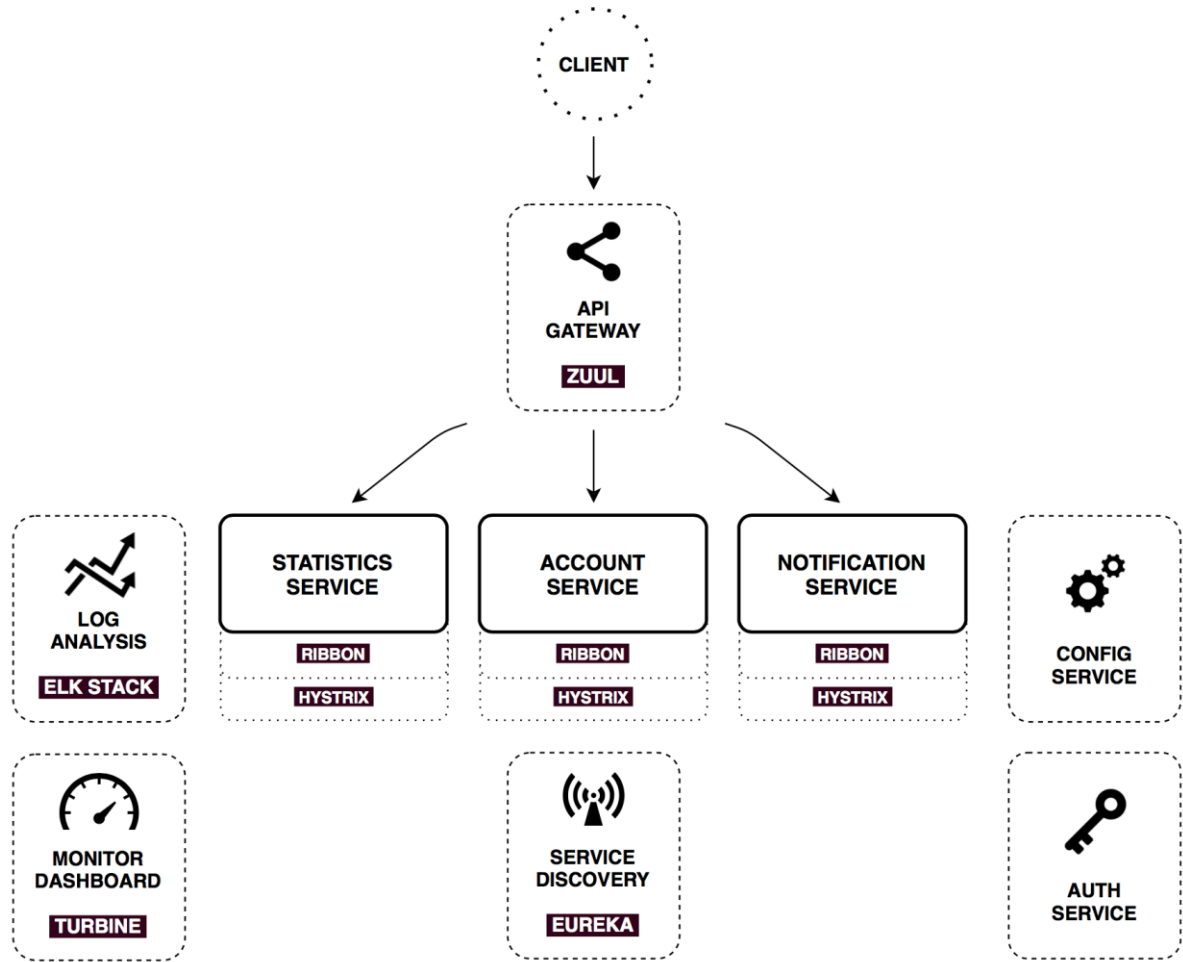 CLIENT
API
GATEWAY
ZUUL
LOG
ANALYSIS
ELK STACK
STATISTICS
SERVICE
RIBBON
HYSTRIX
ACCOUNT
SERVICE
RIBBON
HYSTRIX
NOTIFICATION
SERVICE
RIBBON
HYSTRIX
CONFIG
SERVICE
MONITOR
DASHBOARD
TURBINE
SERVICE
DISCOVERY
EUREKA
AUTH
SERVICE